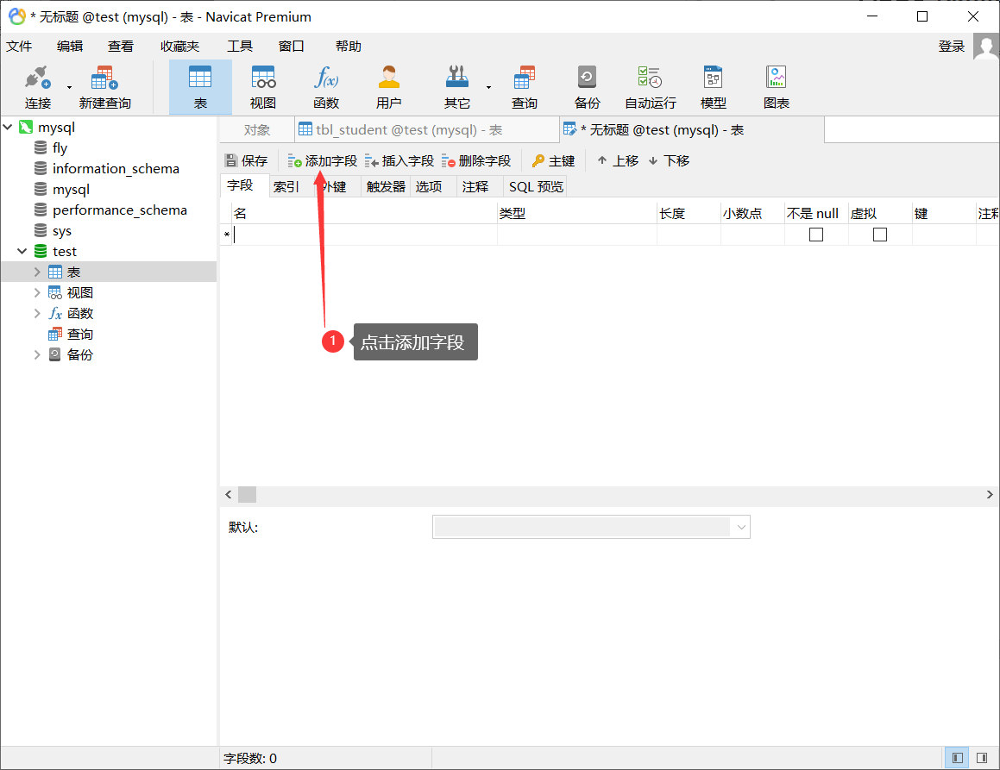 * 无标题 @test (mysql) - 表 - Navicat Premium
文件 编辑 查看 收藏夹 工具 窗口 帮助 登录
连接 新建查询 表 视图 函数 用户 其它 查询 备份 自动运行 模型 图表
mysql
fly
information_schema
mysql
performance_schema
sys
test
表
视图
函数
查询
备份
对象 tbl_student @test (mysql) - 表 * 无标题 @test (mysql) - 表
保存 添加字段 插入字段 删除字段 主键 上移 下移
字段 索引 外键 触发器 选项 注释 SQL 预览
名 类型 长度 小数点 不是 null 虚拟 键 注释
*
1 点击添加字段
默认:
字段数: 0